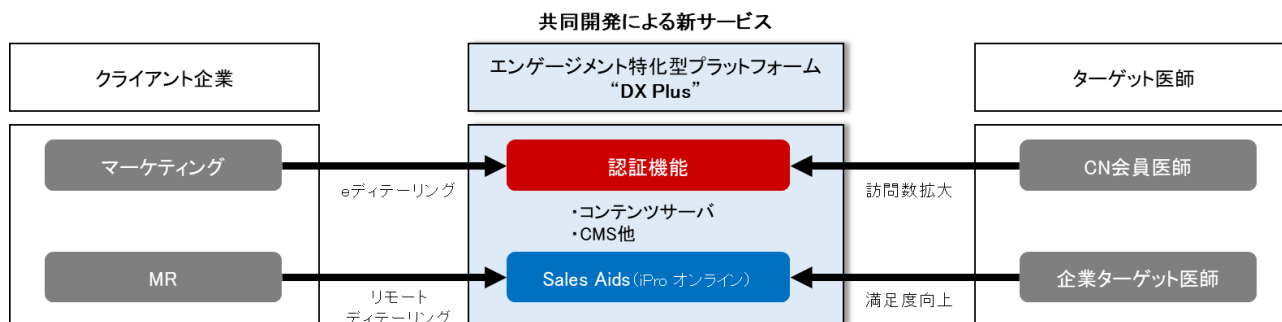 共同開発による新サービス
クライアント企業
エンゲージメント特化型プラットフォーム
“DX Plus”
ターゲット医師
マーケティング
eディテーリング
認証機能
訪問数拡大
CN会員医師
・コンテンツサーバ
・CMS他
MR
リモート
ディテーリング
Sales Aids（iPro オンライン）
満足度向上
企業ターゲット医師